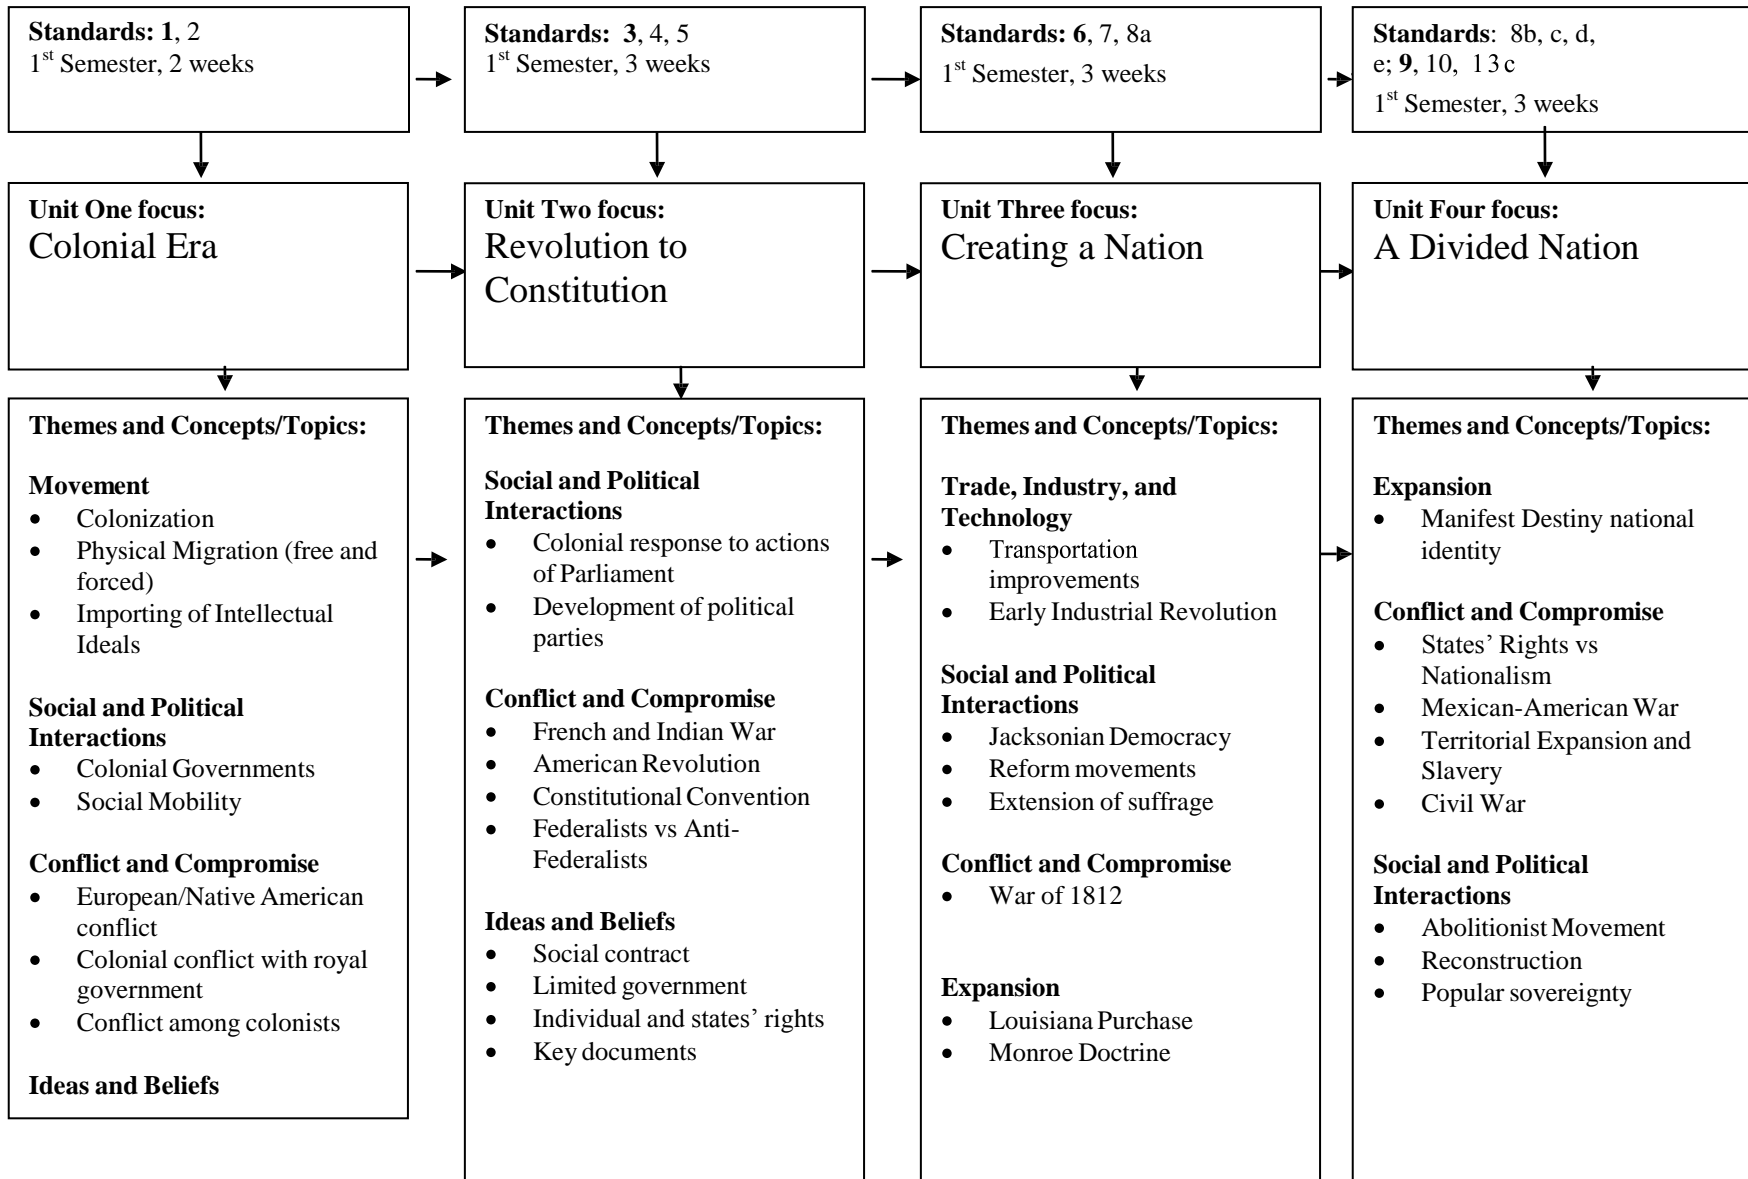 Standards: 1, 2
1st Semester, 2 weeks
Standards: 3, 4, 5
1st Semester, 3 weeks
Standards: 6, 7, 8a
1st Semester, 3 weeks
Standards: 8b, c, d,
e; 9, 10, 13c
1st Semester, 3 weeks
Unit One focus:
Colonial Era
Unit Two focus:
Revolution to
Constitution
Unit Three focus:
Creating a Nation
Unit Four focus:
A Divided Nation
Themes and Concepts/Topics:
Movement
• Colonization
• Physical Migration (free and
forced)
• Importing of Intellectual
Ideals
Social and Political
Interactions
• Colonial Governments
• Social Mobility
Conflict and Compromise
• European/Native American
conflict
• Colonial conflict with royal
government
• Conflict among colonists
Ideas and Beliefs
Themes and Concepts/Topics:
Social and Political
Interactions
• Colonial response to actions
of Parliament
• Development of political
parties
Conflict and Compromise
• French and Indian War
• American Revolution
• Constitutional Convention
• Federalists vs Anti-
Federalists
Ideas and Beliefs
• Social contract
• Limited government
• Individual and states’ rights
• Key documents
Themes and Concepts/Topics:
Trade, Industry, and
Technology
• Transportation
improvements
• Early Industrial Revolution
Social and Political
Interactions
• Jacksonian Democracy
• Reform movements
• Extension of suffrage
Conflict and Compromise
• War of 1812
Expansion
• Louisiana Purchase
• Monroe Doctrine
Themes and Concepts/Topics:
Expansion
• Manifest Destiny national
identity
Conflict and Compromise
• States’ Rights vs
Nationalism
• Mexican-American War
• Territorial Expansion and
Slavery
• Civil War
Social and Political
Interactions
• Abolitionist Movement
• Reconstruction
• Popular sovereignty